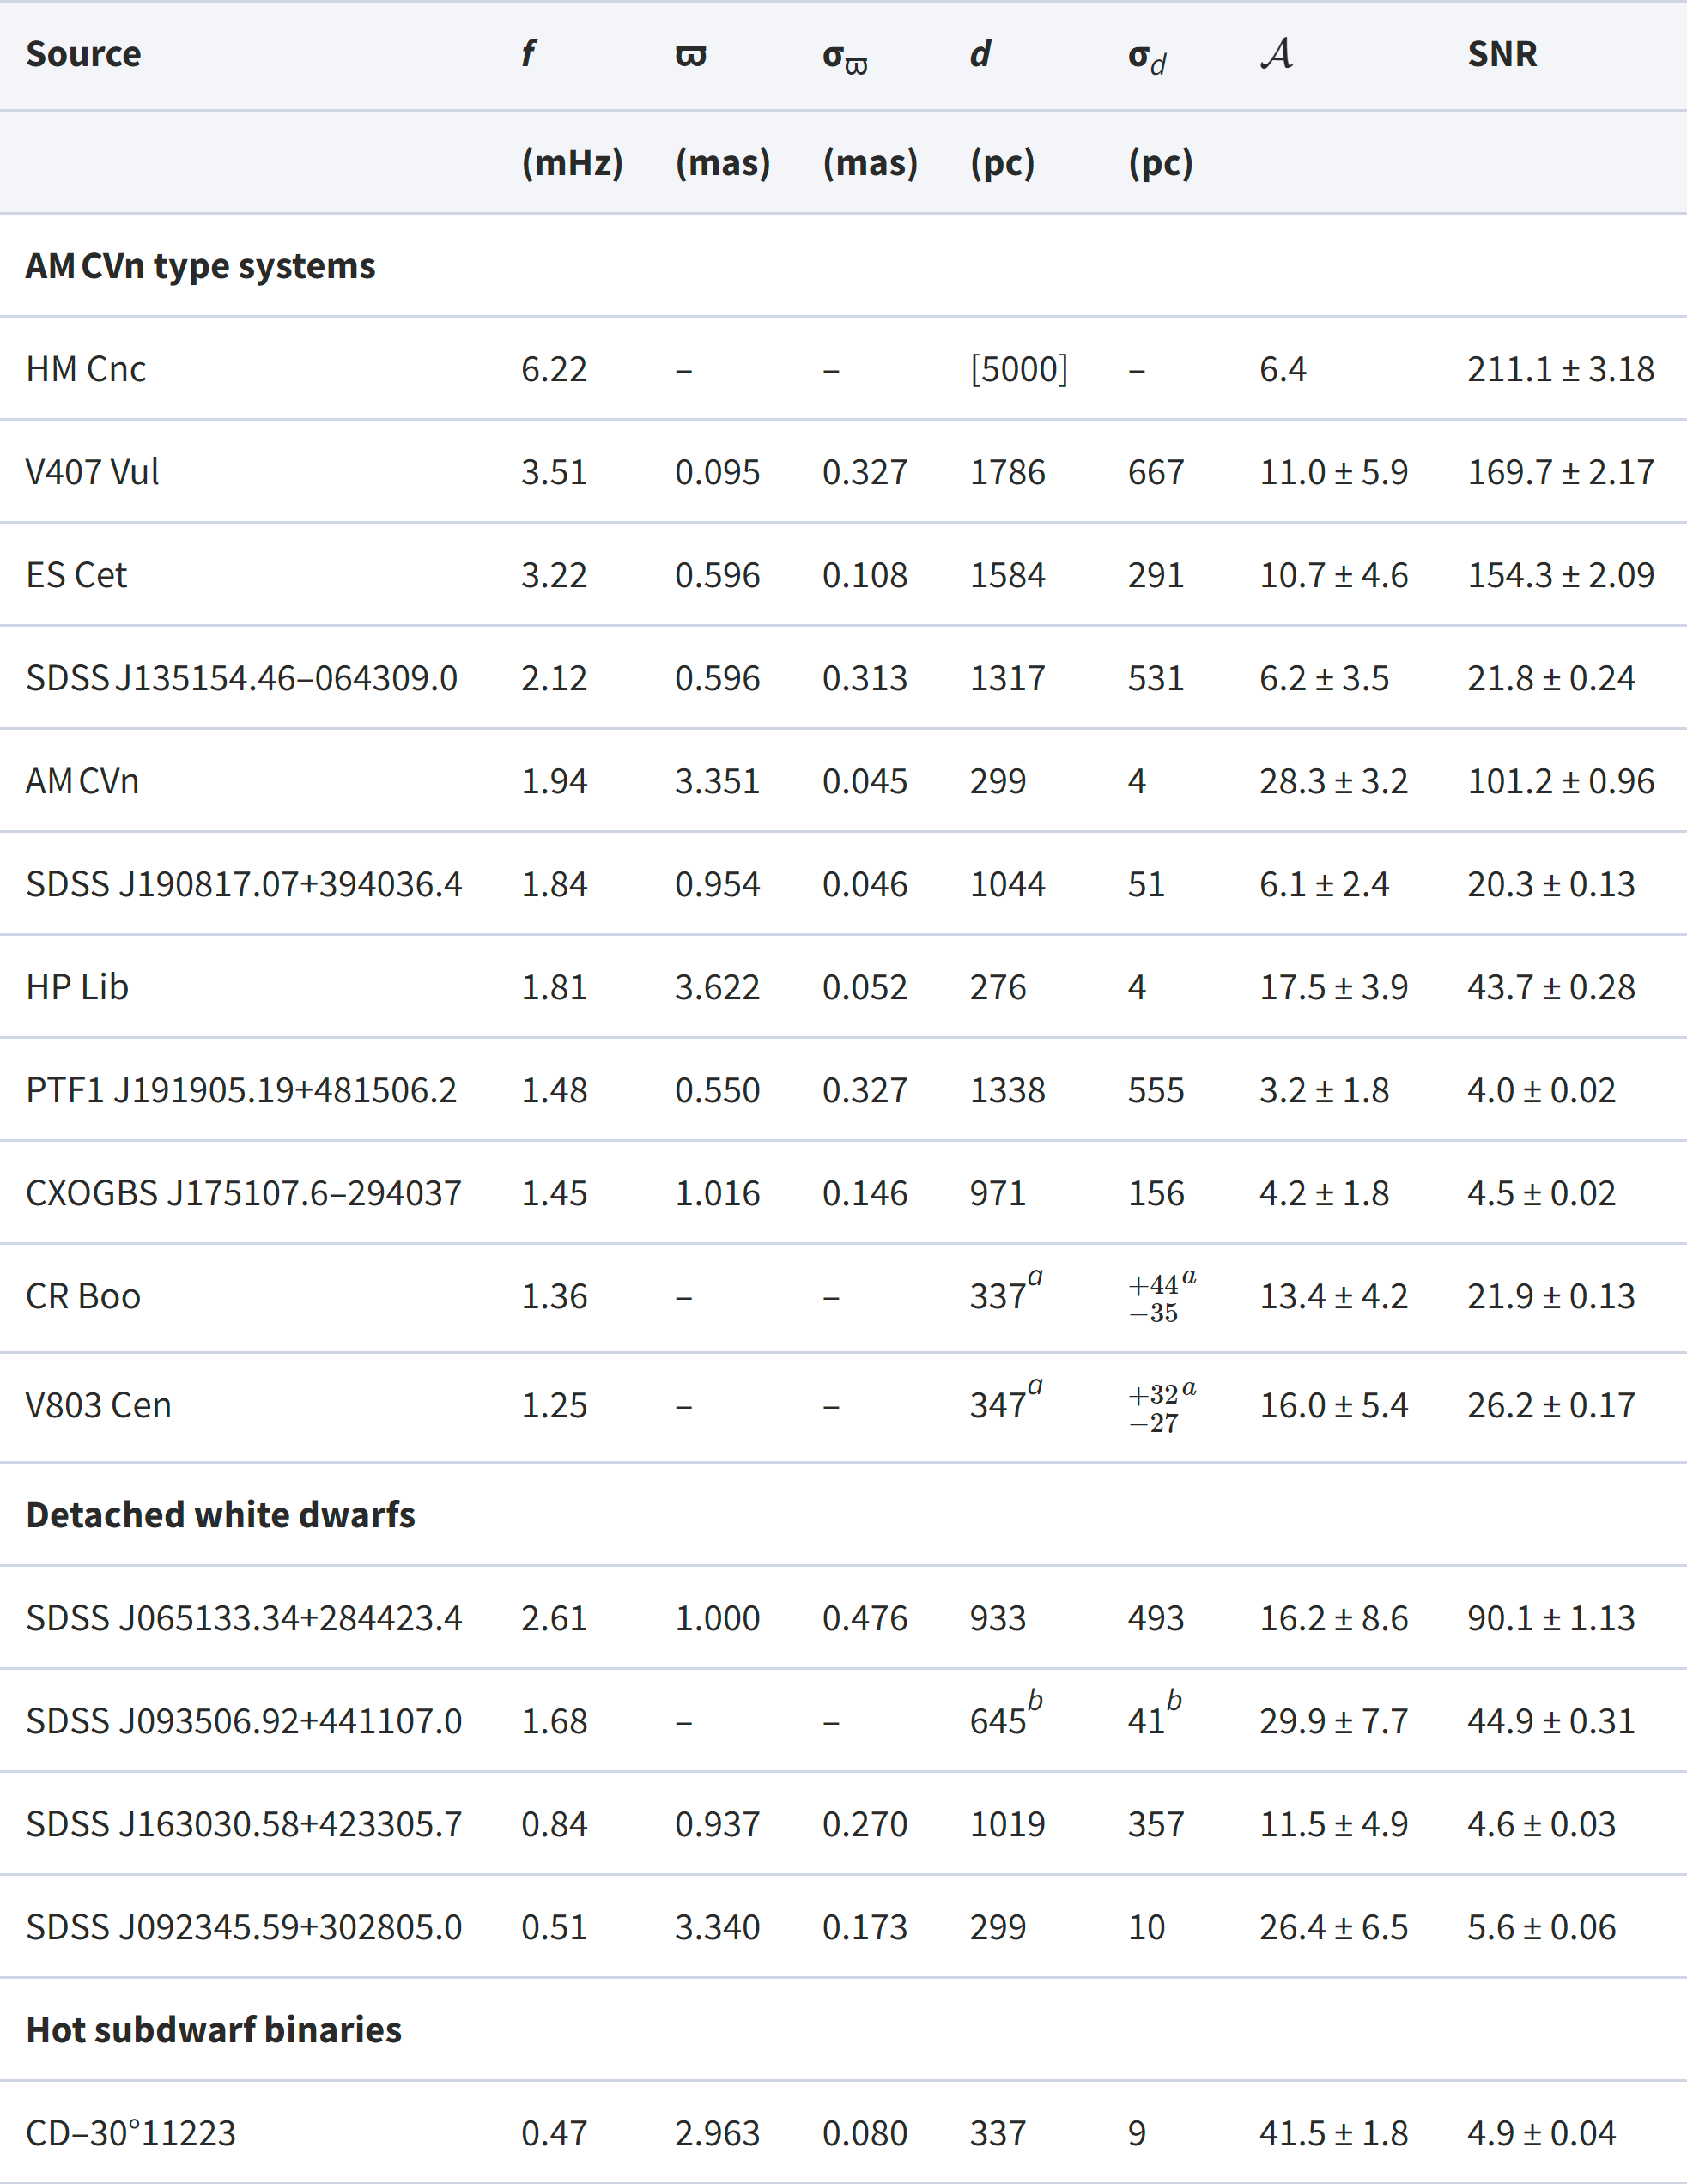 Source f ϖ σϖ d σd 𝒜 SNR
(mHz) (mas) (mas) (pc) (pc)
AM CVn type systems
HM Cnc 6.22 – – [5000] – 6.4 211.1 ± 3.18
V407 Vul 3.51 0.095 0.327 1786 667 11.0 ± 5.9 169.7 ± 2.17
ES Cet 3.22 0.596 0.108 1584 291 10.7 ± 4.6 154.3 ± 2.09
SDSS J135154.46–064309.0 2.12 0.596 0.313 1317 531 6.2 ± 3.5 21.8 ± 0.24
AM CVn 1.94 3.351 0.045 299 4 28.3 ± 3.2 101.2 ± 0.96
SDSS J190817.07+394036.4 1.84 0.954 0.046 1044 51 6.1 ± 2.4 20.3 ± 0.13
HP Lib 1.81 3.622 0.052 276 4 17.5 ± 3.9 43.7 ± 0.28
PTF1 J191905.19+481506.2 1.48 0.550 0.327 1338 555 3.2 ± 1.8 4.0 ± 0.02
CXOGBS J175107.6–294037 1.45 1.016 0.146 971 156 4.2 ± 1.8 4.5 ± 0.02
CR Boo 1.36 – – 337a +44 −35 a 13.4 ± 4.2 21.9 ± 0.13
V803 Cen 1.25 – – 347a +32 −27 a 16.0 ± 5.4 26.2 ± 0.17
Detached white dwarfs
SDSS J065133.34+284423.4 2.61 1.000 0.476 933 493 16.2 ± 8.6 90.1 ± 1.13
SDSS J093506.92+441107.0 1.68 – – 645b 41b 29.9 ± 7.7 44.9 ± 0.31
SDSS J163030.58+423305.7 0.84 0.937 0.270 1019 357 11.5 ± 4.9 4.6 ± 0.03
SDSS J092345.59+302805.0 0.51 3.340 0.173 299 10 26.4 ± 6.5 5.6 ± 0.06
Hot subdwarf binaries
CD–30°11223 0.47 2.963 0.080 337 9 41.5 ± 1.8 4.9 ± 0.04